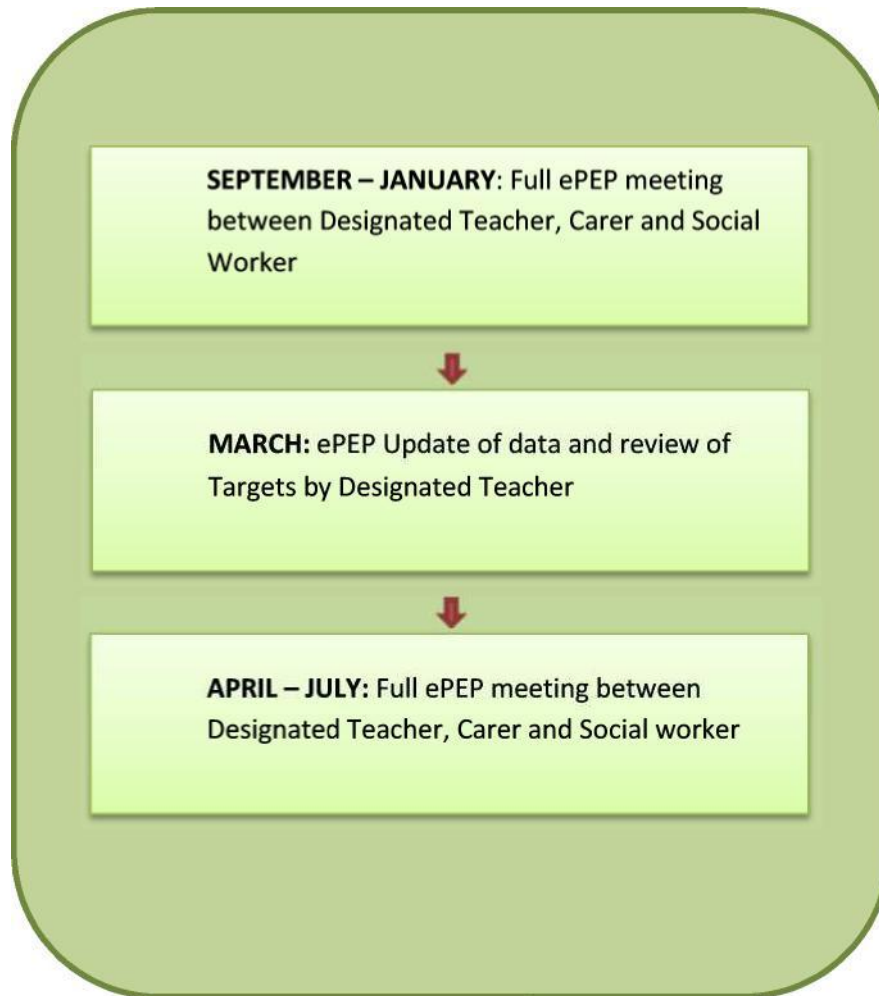 SEPTEMBER – JANUARY: Full ePEP meeting
between Designated Teacher, Carer and Social
Worker
MARCH: ePEP Update of data and review of
Targets by Designated Teacher
APRIL – JULY: Full ePEP meeting between
Designated Teacher, Carer and Social worker